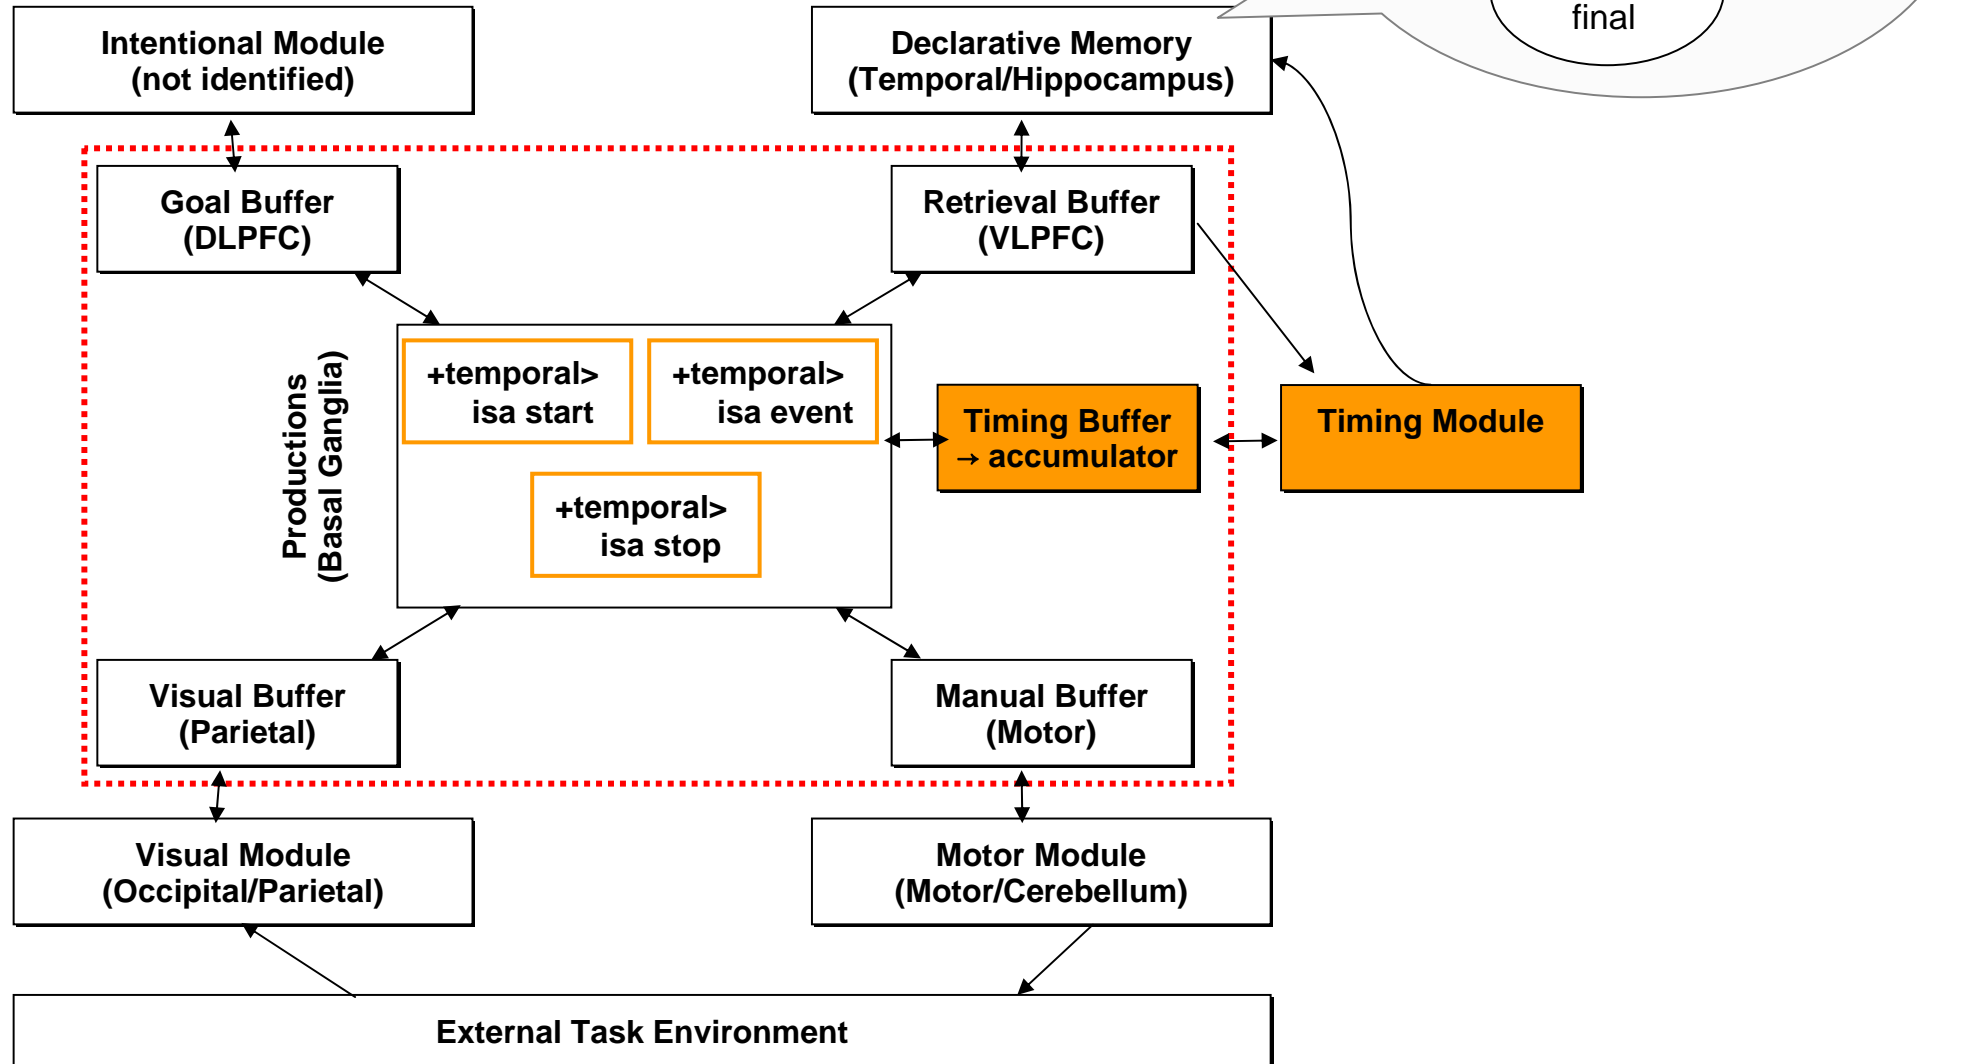 final
Intentional Module
(not identified)
Declarative Memory
(Temporal/Hippocampus)
Goal Buffer
(DLPFC)
Retrieval Buffer
(VLPFC)
Productions
(Basal Ganglia)
+temporal>
isa start
+temporal>
isa event
+temporal>
isa stop
Timing Buffer
→ accumulator
Timing Module
Visual Buffer
(Parietal)
Manual Buffer
(Motor)
Visual Module
(Occipital/Parietal)
Motor Module
(Motor/Cerebellum)
External Task Environment